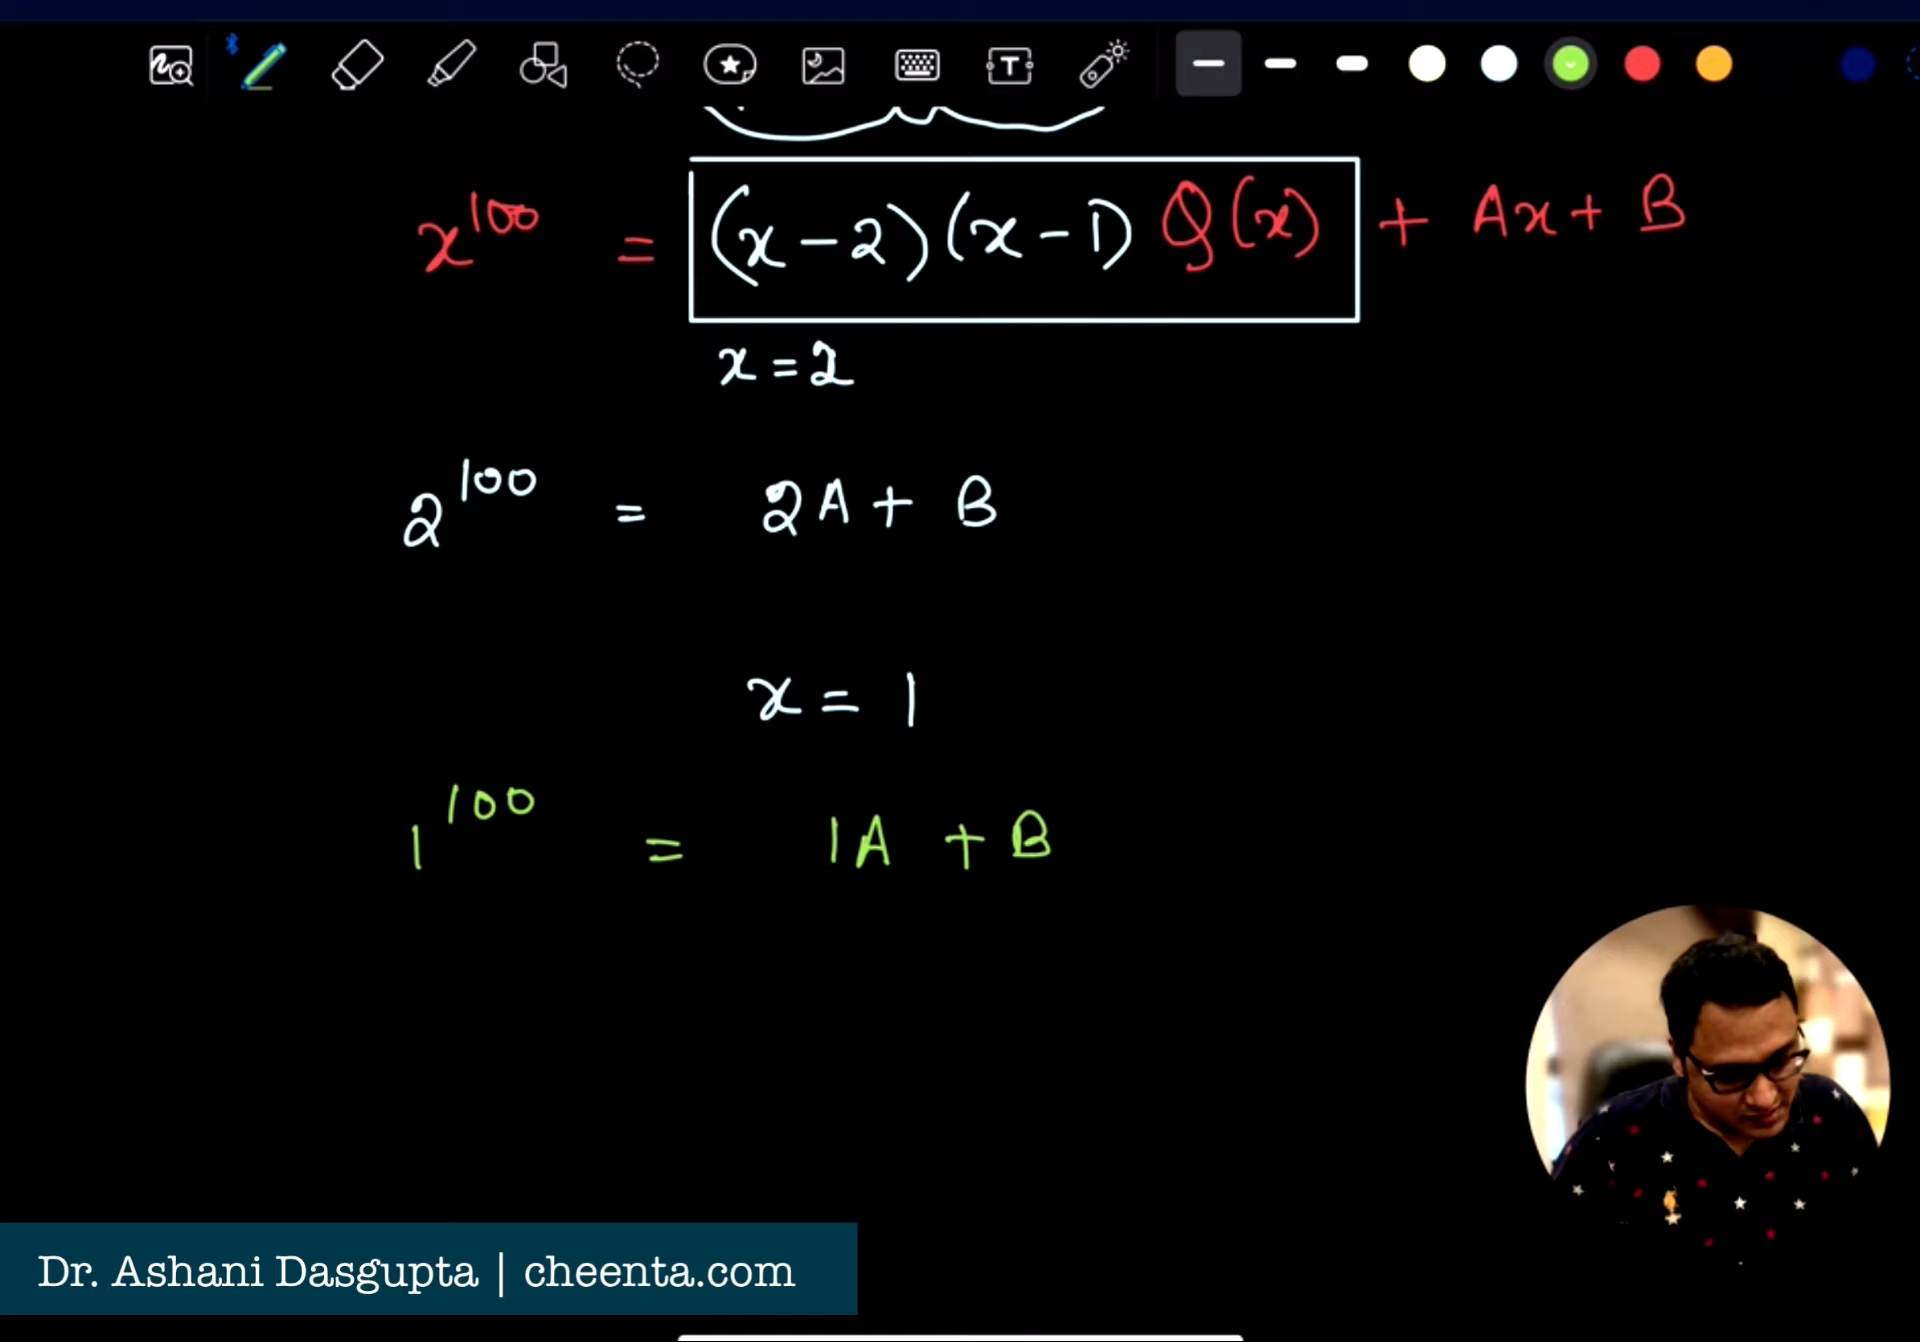 x^100 = (x-2)(x-1) Q(x) + Ax + B
x = 2
2^100 = 2A + B
x = 1
1^100 = 1A + B
Dr. Ashani Dasgupta | cheenta.com